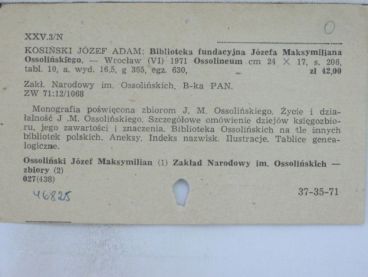 0
XXV.3/N
KOSIŃSKI JÓZEF ADAM: Biblioteka fundacyjna Józefa Maksymiliana
Ossolińskiego. — Wrocław (VI) 1971 Ossolineum cm 24 X 17, s. 206,
tabl. 10, a. wyd. 16,5, g 365, egz. 630, zł 42,00
Zakł. Narodowy im. Ossolińskich, B-ka PAN.
ZW 71:12/1068
Monografia poświęcona zbiorom J. M. Ossolińskiego. Życie i dzia-
łalność J .M. Ossolińskiego. Szczegółowe omówienie dziejów księgozbio-
ru, jego zawartości i znaczenia. Biblioteka Ossolińskich na tle innych
bibliotek polskich. Aneksy. Indeks nazwisk. Ilustracje. Tablice genea-
logiczne.
Ossoliński Józef Maksymilian (1) Zakład Narodowy im. Ossolińskich —
zbiory (2)
027(438)
46825
37-35-71